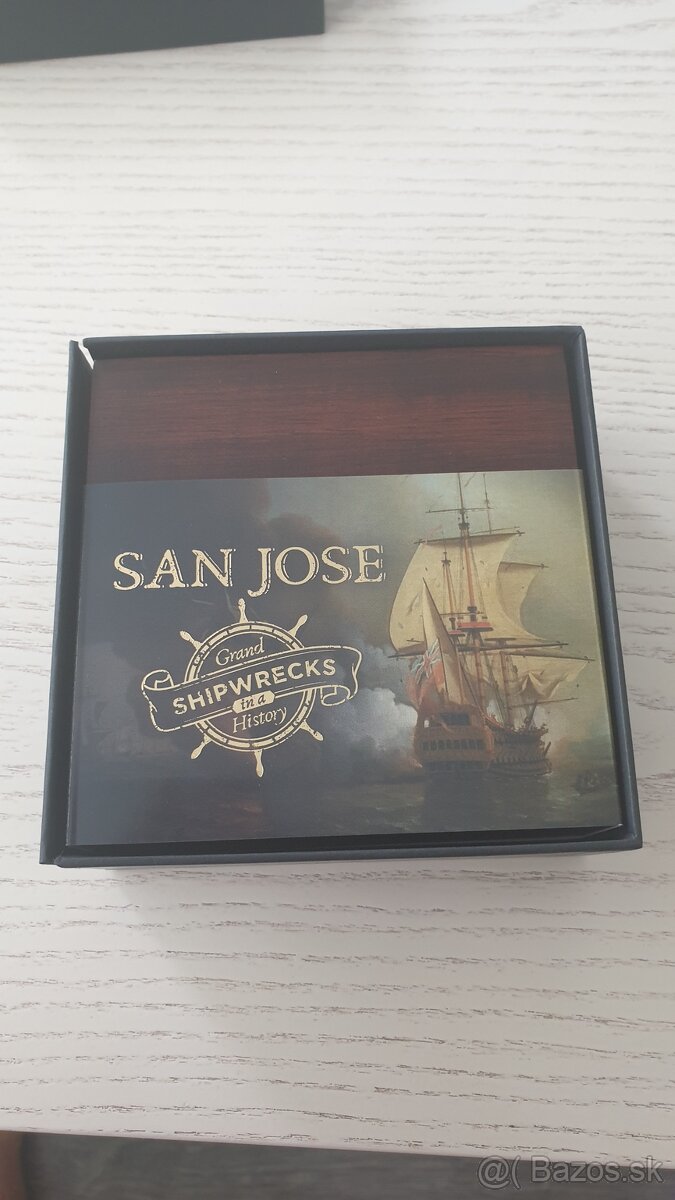 SAN JOSE
Grand
SHIPWRECKS
in a
History
@( Bazos.sk